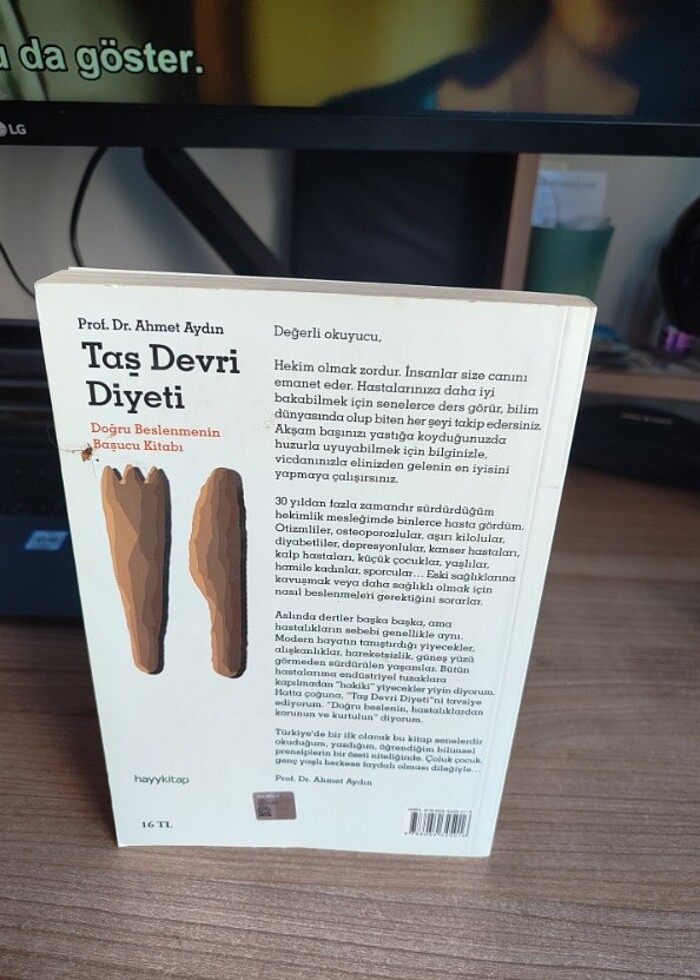 da göster.
LG
Prof. Dr. Ahmet Aydın
Taş Devri
Diyeti
Doğru Beslenmenin
Başucu Kitabı
Değerli okuyucu,
Hekim olmak zordur. İnsanlar size canını
emanet eder. Hastalarınıza daha iyi
bakabilmek için senelerce ders görür, bilim
dünyasında olup biten her şeyi takip edersiniz.
Akşam başınızı yastığa koyduğunuzda
huzurla uyuyabilmek için bilginizle,
vicdanınızla elinizden gelenin en iyisini
yapmaya çalışırsınız.
30 yıldan fazla zamandır sürdürdüğüm
hekimlik mesleğimde binlerce hasta gördüm.
Otizmliler, osteoporozlular, aşırı kilolular,
diyabetliler, depresyonlular, kanser hastaları,
kalp hastaları, küçük çocuklar, yaşlılar,
hamile kadınlar, sporcular... Eski sağlıklarına
kavuşmak veya daha sağlıklı olmak için
nasıl beslenmeleri gerektiğini sorarlar.
Aslında dertler başka başka, ama
hastalıkların sebebi genellikle aynı.
Modern hayatın tanıştırdığı yiyecekler,
alışkanlıklar, hareketsizlik, güneş yüzü
görmeden sürdürülen yaşamlar. Bütün
hastalarıma endüstriyel tuzaklara
kapılmadan "hakiki" yiyecekler yiyin diyorum.
Hatta çoğuna, "Taş Devri Diyeti"ni tavsiye
ediyorum. "Doğru beslenin, hastalıklardan
korunun ve kurtulun" diyorum.
Türkiye'de bir ilk olacak bu kitap senelerdir
okuduğum, yazdığım, öğrendiğim bilimsel
prensiplerin bir özeti niteliğinde. Çoluk çocuk,
genç yaşlı herkese faydalı olması dileğiyle...
Prof. Dr. Ahmet Aydın
hayykitap
16 TL